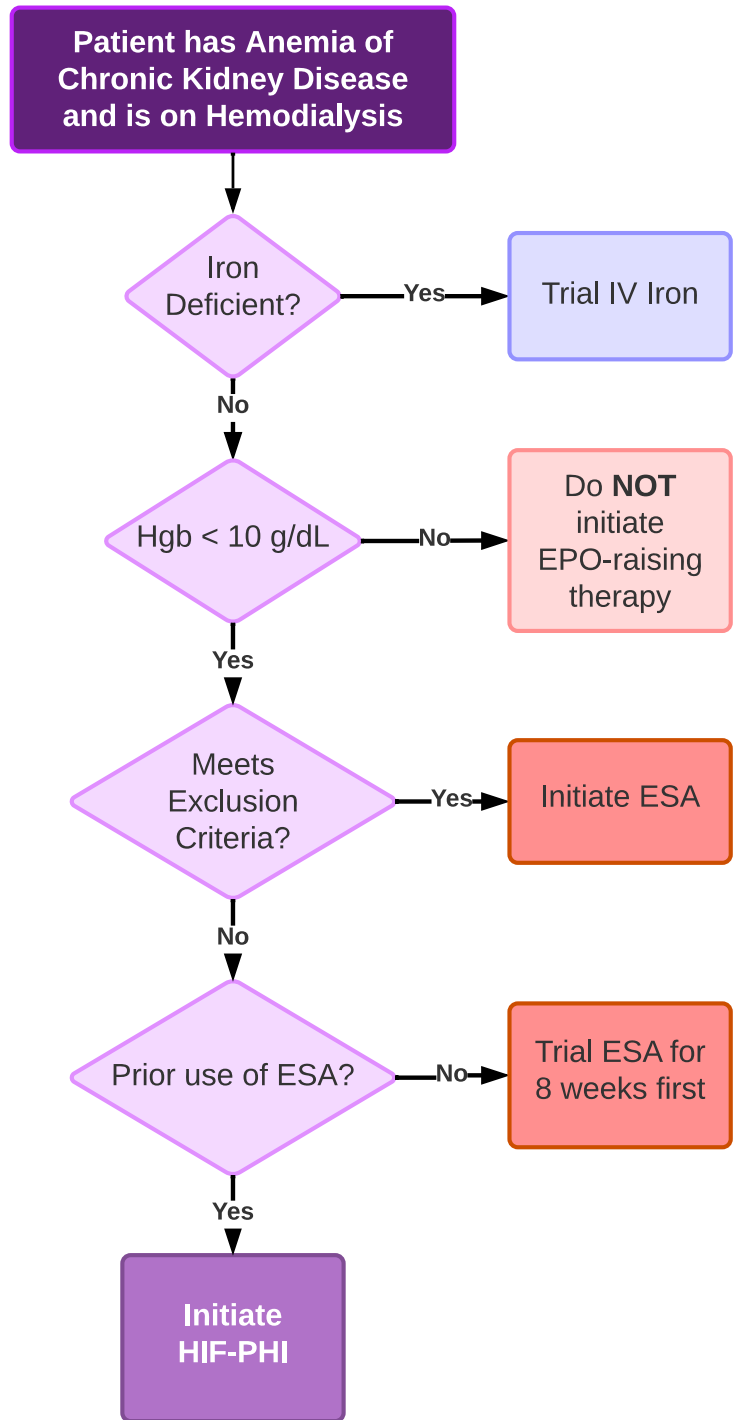 Patient has Anemia of
Chronic Kidney Disease
and is on Hemodialysis
Iron
Deficient?
Yes
Trial IV Iron
No
Hgb < 10 g/dL
No
Do NOT
initiate
EPO-raising
therapy
Yes
Meets
Exclusion
Criteria?
Yes
Initiate ESA
No
Prior use of ESA?
No
Trial ESA for
8 weeks first
Yes
Initiate
HIF-PHI